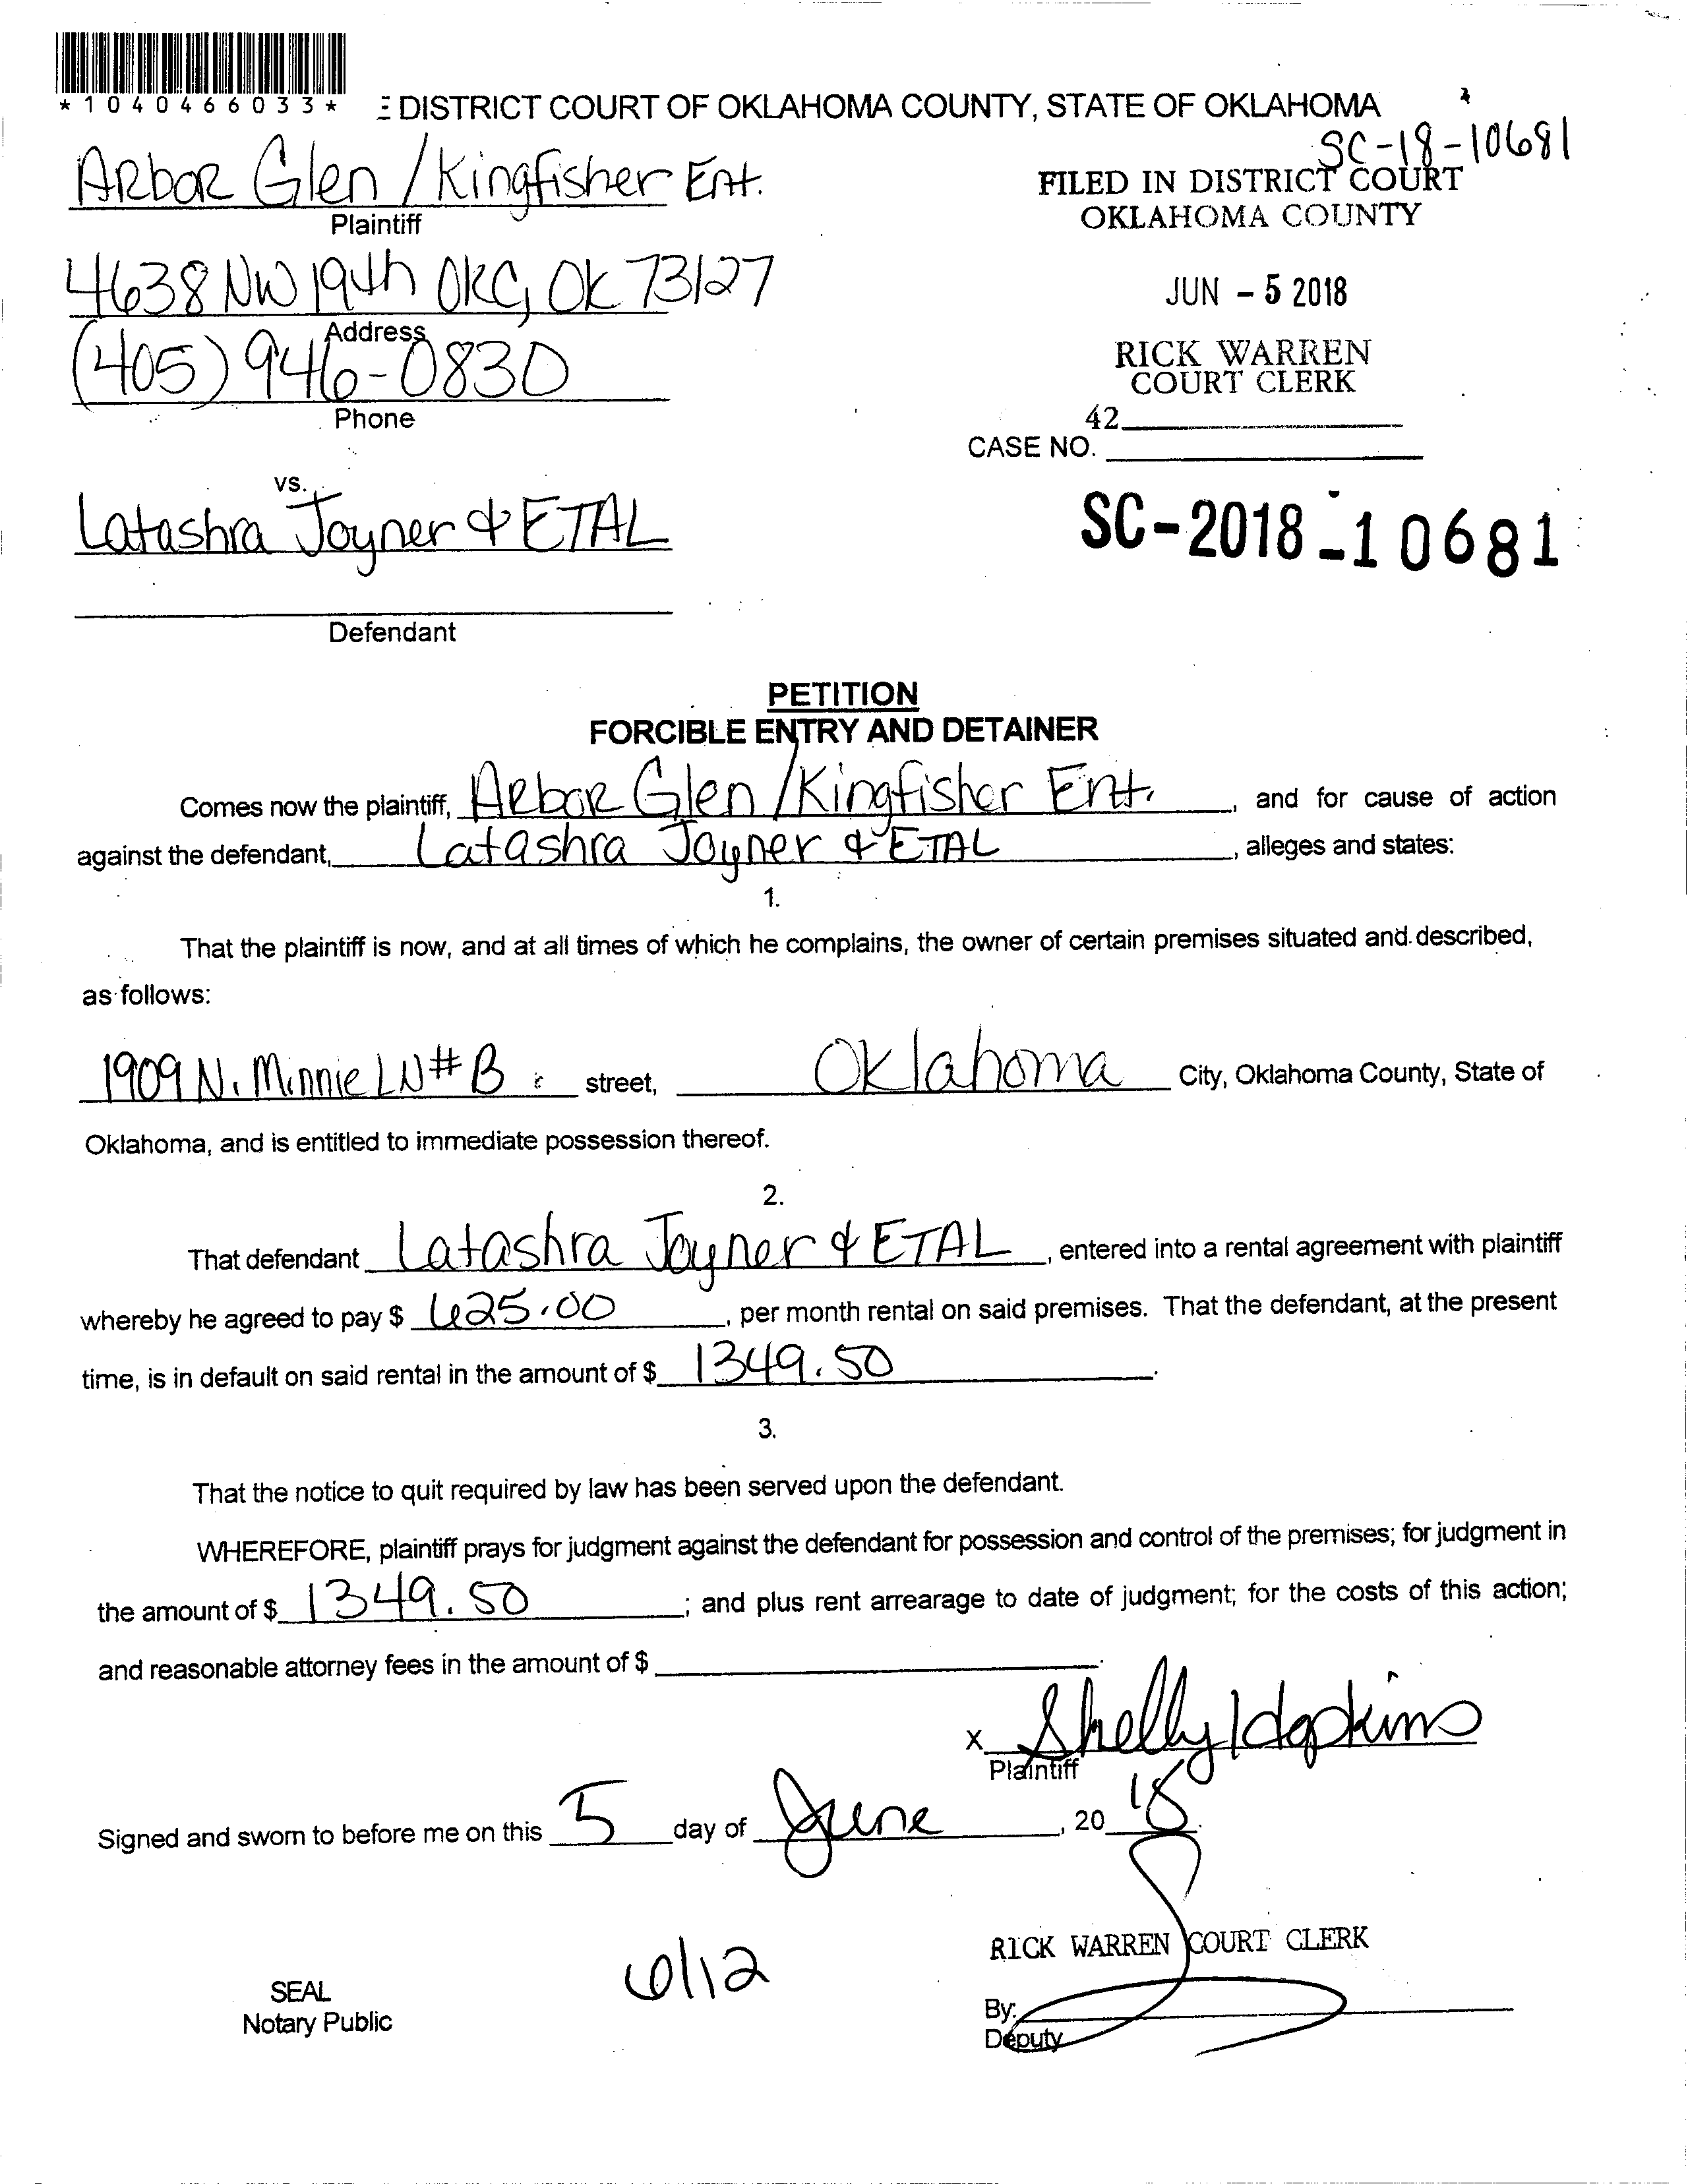 *1040466033*
DISTRICT COURT OF OKLAHOMA COUNTY, STATE OF OKLAHOMA
SC-18-10681
Arbor Glen / Kingfisher Ent.
Plaintiff
FILED IN DISTRICT COURT
OKLAHOMA COUNTY
4638 NW 19th OKC, OK 73127
Address
JUN - 5 2018
(405) 946-0830
Phone
RICK WARREN
COURT CLERK
42
CASE NO.
vs.
Latashra Joyner & ETAL
SC-2018-10681
Defendant
PETITION
FORCIBLE ENTRY AND DETAINER
Comes now the plaintiff, Arbor Glen / Kingfisher Ent. , and for cause of action
against the defendant, Latashra Joyner & ETAL , alleges and states:
1.
That the plaintiff is now, and at all times of which he complains, the owner of certain premises situated and described,
as follows:
1909 N. Minnie LN # B street, Oklahoma City, Oklahoma County, State of
Oklahoma, and is entitled to immediate possession thereof.
2.
That defendant Latashra Joyner & ETAL , entered into a rental agreement with plaintiff
whereby he agreed to pay $ 625.00 , per month rental on said premises. That the defendant, at the present
time, is in default on said rental in the amount of $ 1349.50 .
3.
That the notice to quit required by law has been served upon the defendant.
WHEREFORE, plaintiff prays for judgment against the defendant for possession and control of the premises; for judgment in
the amount of $ 1349.50 ; and plus rent arrearage to date of judgment; for the costs of this action;
and reasonable attorney fees in the amount of $ .
X Shelly Hopkins
Plaintiff
Signed and sworn to before me on this 5 day of June , 20 18 .
RICK WARREN COURT CLERK
6/12
SEAL
Notary Public
By:
Deputy